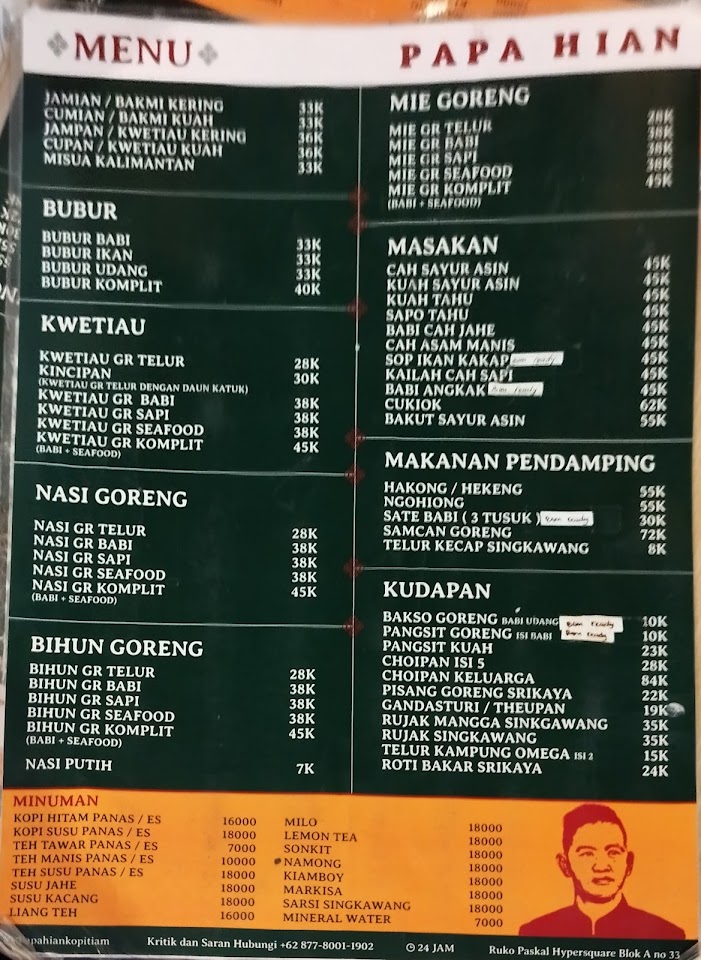 MENU
PAPA HIAN
JAMIAN / BAKMI KERING 33K
CUMIAN / BAKMI KUAH 33K
JAMPAN / KWETIAU KERING 36K
CUPAN / KWETIAU KUAH 36K
MISUA KALIMANTAN 33K
BUBUR
BUBUR BABI 33K
BUBUR IKAN 33K
BUBUR UDANG 33K
BUBUR KOMPLIT 40K
KWETIAU
KWETIAU GR TELUR 28K
KINCIPAN 30K
(KWETIAU GR TELUR DENGAN DAUN KATUK)
KWETIAU GR BABI 38K
KWETIAU GR SAPI 38K
KWETIAU GR SEAFOOD 38K
KWETIAU GR KOMPLIT 45K
(BABI + SEAFOOD)
NASI GORENG
NASI GR TELUR 28K
NASI GR BABI 38K
NASI GR SAPI 38K
NASI GR SEAFOOD 38K
NASI GR KOMPLIT 45K
(BABI + SEAFOOD)
BIHUN GORENG
BIHUN GR TELUR 28K
BIHUN GR BABI 38K
BIHUN GR SAPI 38K
BIHUN GR SEAFOOD 38K
BIHUN GR KOMPLIT 45K
(BABI + SEAFOOD)
NASI PUTIH 7K
MIE GORENG
MIE GR TELUR 28K
MIE GR BABI 38K
MIE GR SAPI 38K
MIE GR SEAFOOD 38K
MIE GR KOMPLIT 45K
(BABI + SEAFOOD)
MASAKAN
CAH SAYUR ASIN 45K
KUAH SAYUR ASIN 45K
KUAH TAHU 45K
SAPO TAHU 45K
BABI CAH JAHE 45K
CAH ASAM MANIS 45K
SOP IKAN KAKAP 45K
KAILAH CAH SAPI 45K
BABI ANGKAK 45K
CUKIOK 62K
BAKUT SAYUR ASIN 55K
MAKANAN PENDAMPING
HAKONG / HEKENG 55K
NGOHIONG 55K
SATE BABI ( 3 TUSUK ) 30K
SAMCAN GORENG 72K
TELUR KECAP SINGKAWANG 8K
KUDAPAN
BAKSO GORENG BABI UDANG 10K
PANGSIT GORENG ISI BABI 10K
PANGSIT KUAH 23K
CHOIPAN ISI 5 28K
CHOIPAN KELUARGA 84K
PISANG GORENG SRIKAYA 22K
GANDASTURI / THEUPAN 19K
RUJAK MANGGA SINKGAWANG 35K
RUJAK SINGKAWANG 35K
TELUR KAMPUNG OMEGA ISI 2 15K
ROTI BAKAR SRIKAYA 24K
MINUMAN
KOPI HITAM PANAS / ES 16000
KOPI SUSU PANAS / ES 18000
TEH TAWAR PANAS / ES 7000
TEH MANIS PANAS / ES 10000
TEH SUSU PANAS / ES 18000
SUSU JAHE 18000
SUSU KACANG 18000
LIANG TEH 16000
MILO 18000
LEMON TEA 18000
SONKIT 18000
NAMONG 18000
KIAMBOY 18000
MARKISA 18000
SARSI SINGKAWANG 18000
MINERAL WATER 7000
papahiankopitiam
Kritik dan Saran Hubungi +62 877-8001-1902
24 JAM
Ruko Paskal Hypersquare Blok A no 33